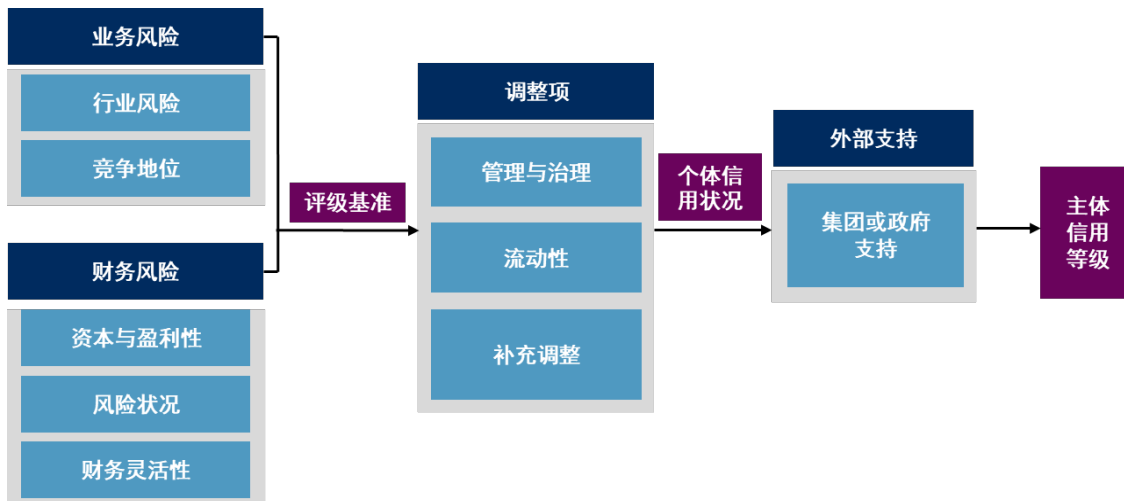 业务风险
行业风险
竞争地位
财务风险
资本与盈利性
风险状况
财务灵活性
评级基准
调整项
管理与治理
流动性
补充调整
个体信
用状况
外部支持
集团或政府
支持
主体
信用
等级